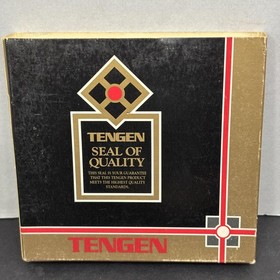 TENGEN
SEAL OF
QUALITY
THIS SEAL IS YOUR GUARANTEE
THAT THIS TENGEN PRODUCT
MEETS THE HIGHEST QUALITY
STANDARDS.
TENGEN